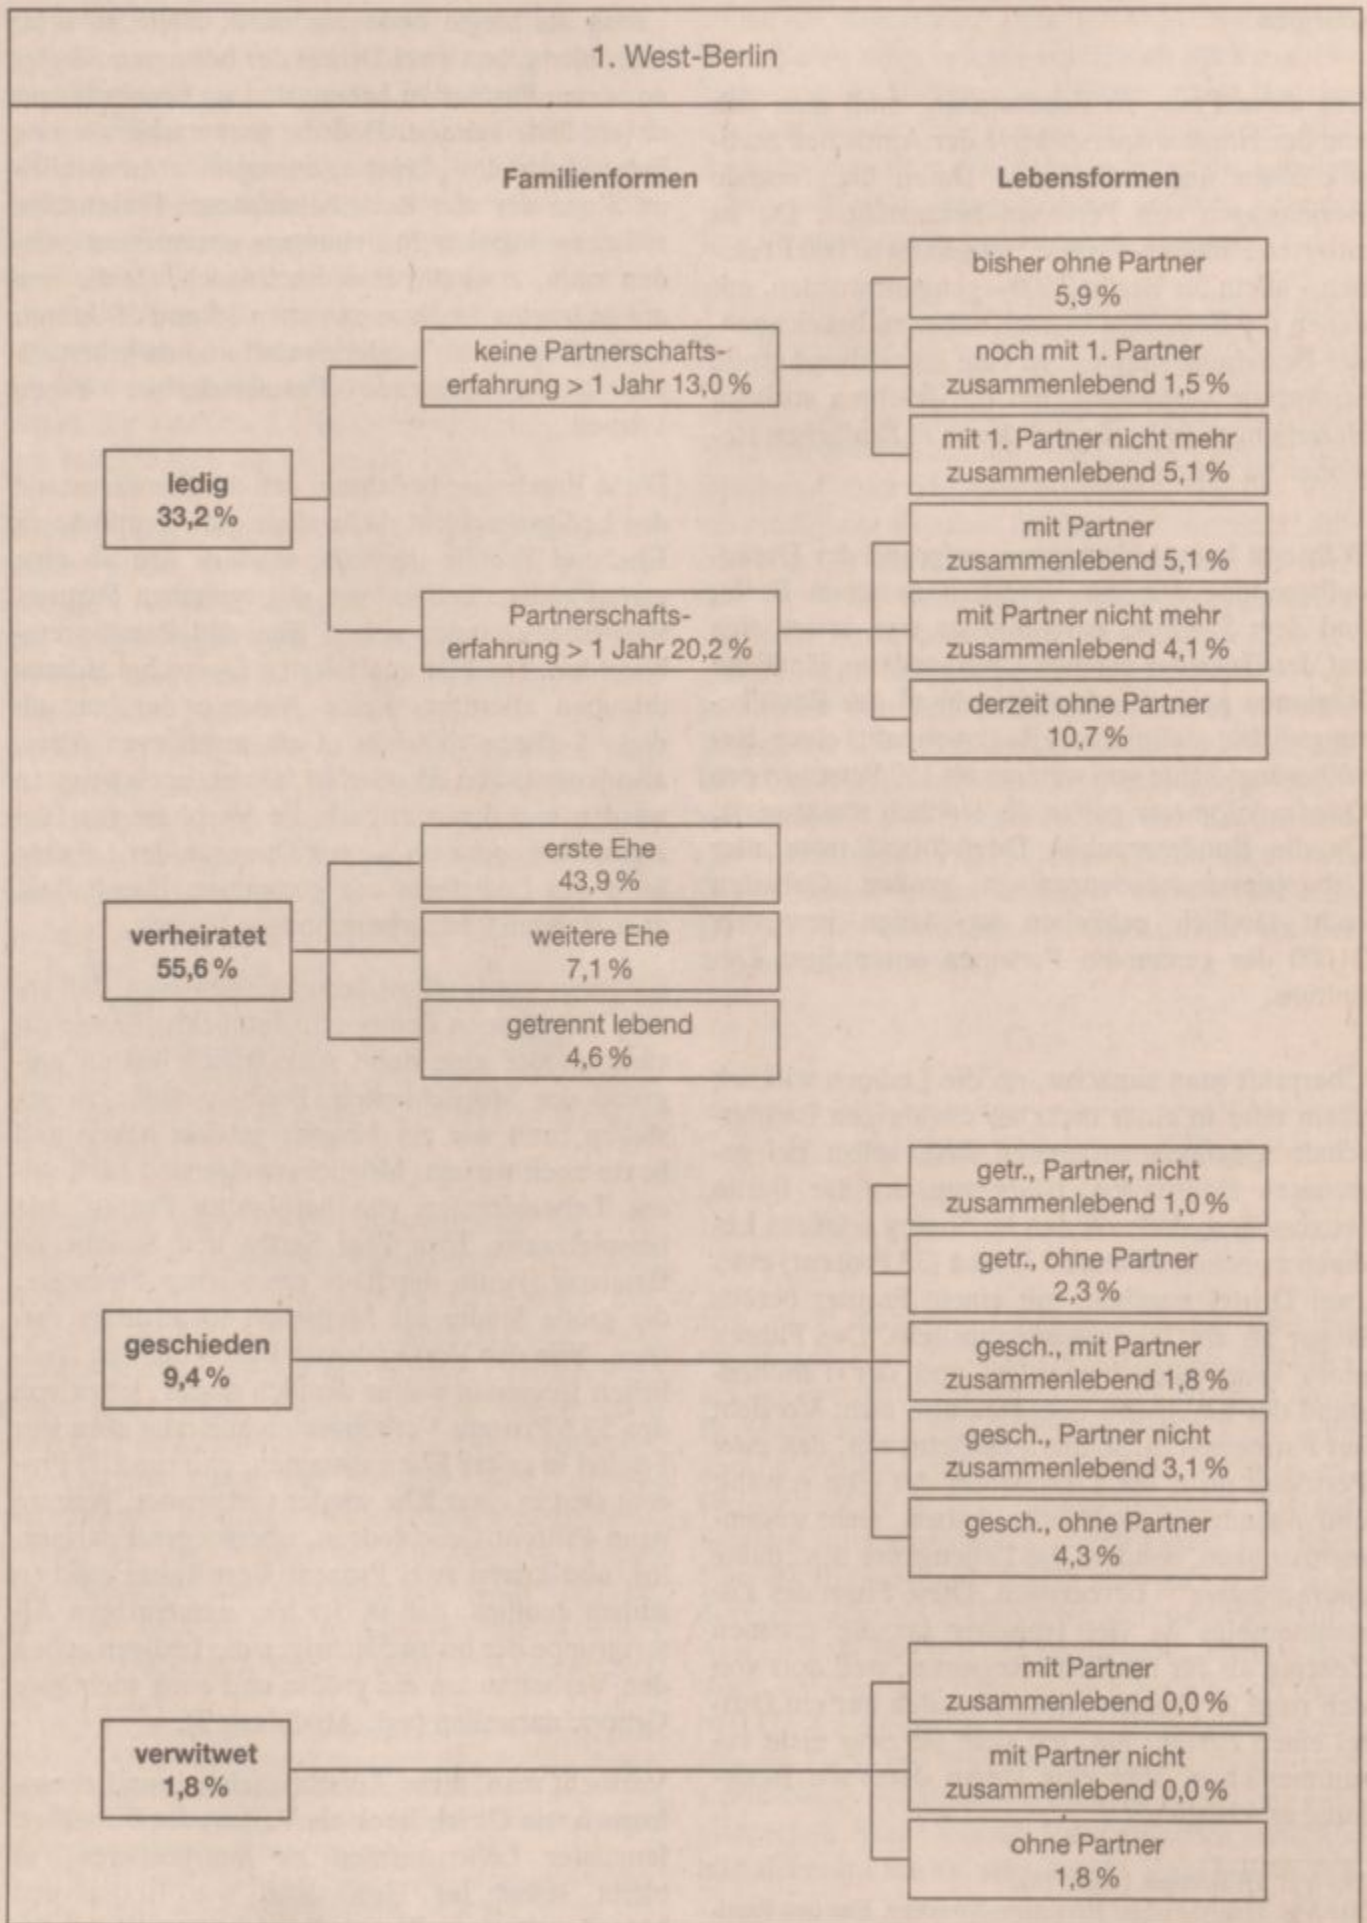 1. West-Berlin
Familienformen
Lebensformen
ledig
33,2 %
keine Partnerschafts-
erfahrung > 1 Jahr 13,0 %
bisher ohne Partner
5,9 %
noch mit 1. Partner
zusammenlebend 1,5 %
mit 1. Partner nicht mehr
zusammenlebend 5,1 %
Partnerschafts-
erfahrung > 1 Jahr 20,2 %
mit Partner
zusammenlebend 5,1 %
mit Partner nicht mehr
zusammenlebend 4,1 %
derzeit ohne Partner
10,7 %
verheiratet
55,6 %
erste Ehe
43,9 %
weitere Ehe
7,1 %
getrennt lebend
4,6 %
geschieden
9,4 %
getr., Partner, nicht
zusammenlebend 1,0 %
getr., ohne Partner
2,3 %
gesch., mit Partner
zusammenlebend 1,8 %
gesch., Partner nicht
zusammenlebend 3,1 %
gesch., ohne Partner
4,3 %
verwitwet
1,8 %
mit Partner
zusammenlebend 0,0 %
mit Partner nicht
zusammenlebend 0,0 %
ohne Partner
1,8 %